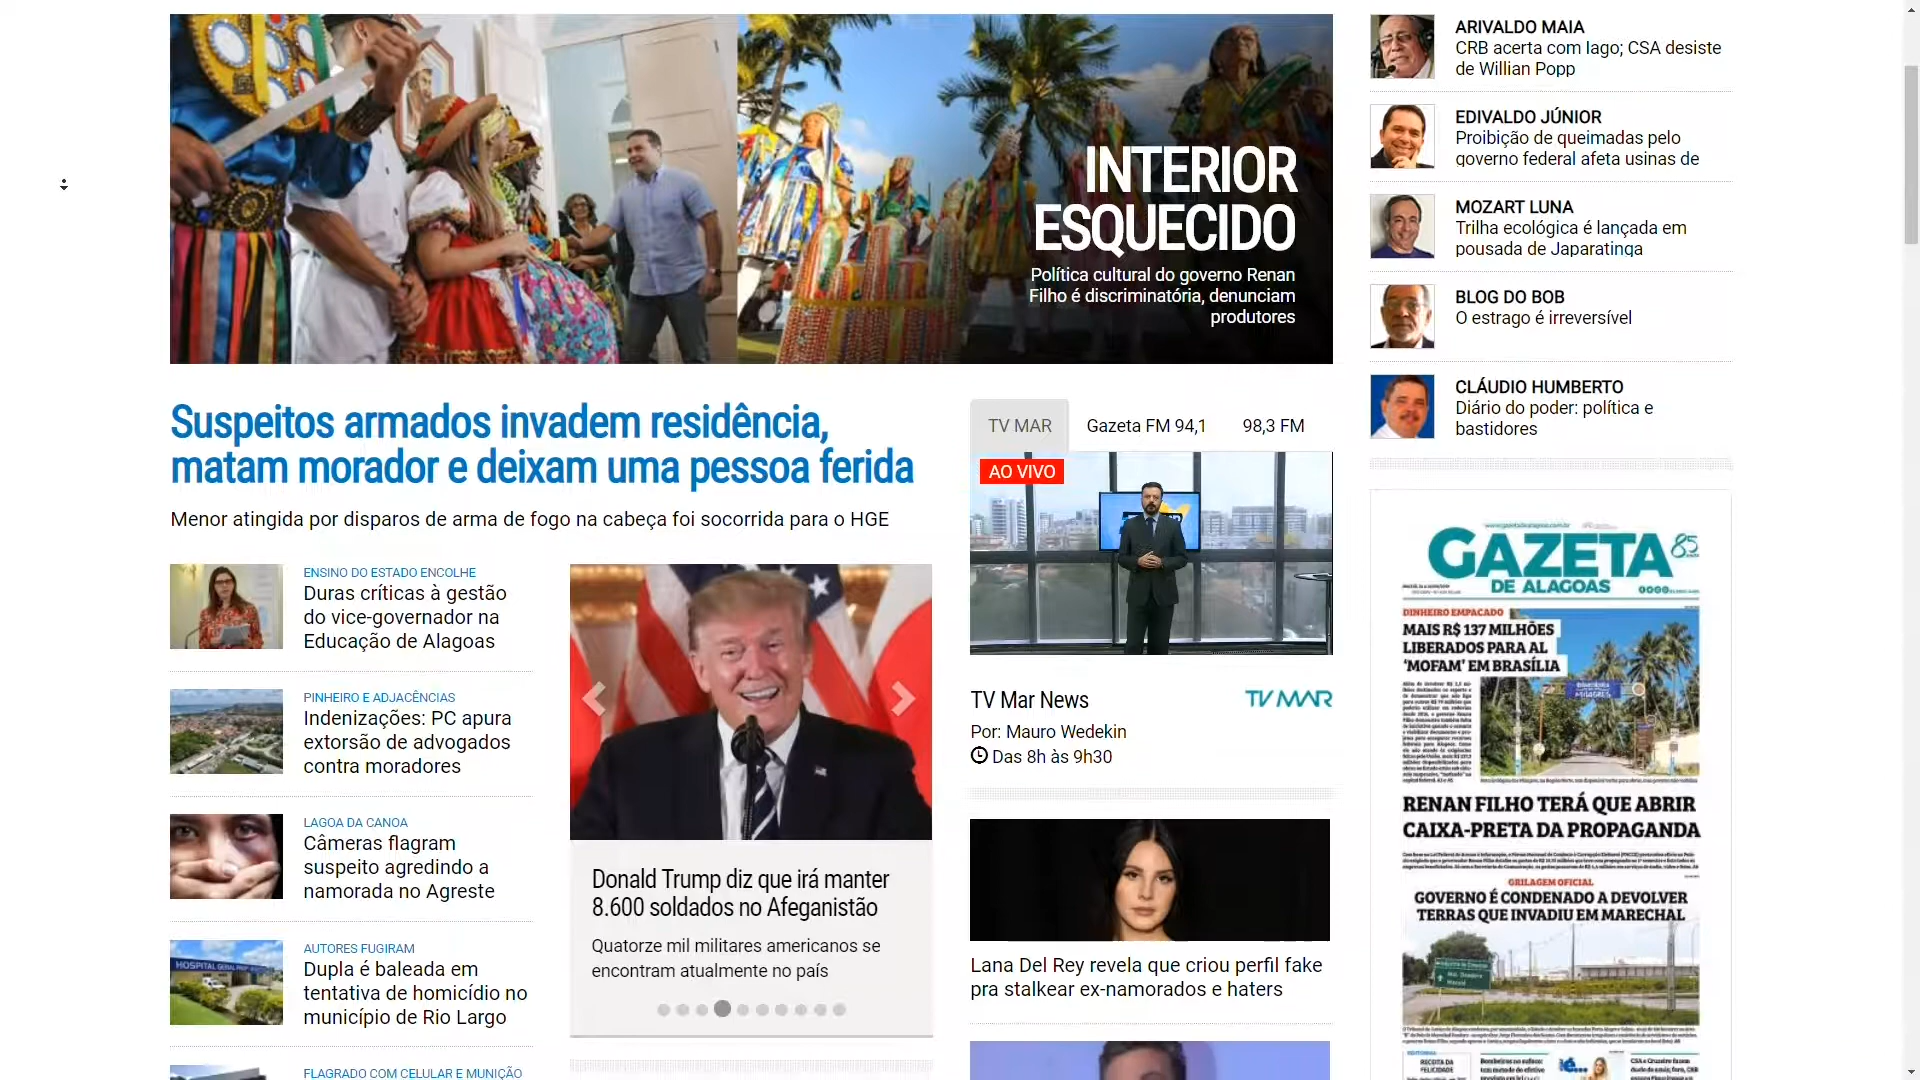 INTERIOR
ESQUECIDO
Política cultural do governo Renan
Filho é discriminatória, denunciam
produtores
ARIVALDO MAIA
CRB acerta com Iago; CSA desiste
de Willian Popp
EDIVALDO JÚNIOR
Proibição de queimadas pelo
governo federal afeta usinas de
MOZART LUNA
Trilha ecológica é lançada em
pousada de Japaratinga
BLOG DO BOB
O estrago é irreversível
CLÁUDIO HUMBERTO
Diário do poder: política e
bastidores
Suspeitos armados invadem residência,
matam morador e deixam uma pessoa ferida
Menor atingida por disparos de arma de fogo na cabeça foi socorrida para o HGE
ENSINO DO ESTADO ENCOLHE
Duras críticas à gestão
do vice-governador na
Educação de Alagoas
PINHEIRO E ADJACÊNCIAS
Indenizações: PC apura
extorsão de advogados
contra moradores
LAGOA DA CANOA
Câmeras flagram
suspeito agredindo a
namorada no Agreste
HOSPITAL GERAL
AUTORES FUGIRAM
Dupla é baleada em
tentativa de homicídio no
município de Rio Largo
FLAGRADO COM CELULAR E MUNIÇÃO
Donald Trump diz que irá manter
8.600 soldados no Afeganistão
Quatorze mil militares americanos se
encontram atualmente no país
TV MAR Gazeta FM 94,1 98,3 FM
AO VIVO
TV Mar News
TV MAR
Por: Mauro Wedekin
Das 8h às 9h30
Lana Del Rey revela que criou perfil fake
pra stalkear ex-namorados e haters
GAZETA 85
DE ALAGOAS
DINHEIRO EMPACADO
MAIS R$ 137 MILHÕES
LIBERADOS PARA AL
'MOFAM' EM BRASÍLIA
RENAN FILHO TERÁ QUE ABRIR
CAIXA-PRETA DA PROPAGANDA
GRILAGEM OFICIAL
GOVERNO É CONDENADO A DEVOLVER
TERRAS QUE INVADIU EM MARECHAL
RECEITA DA
FELICIDADE